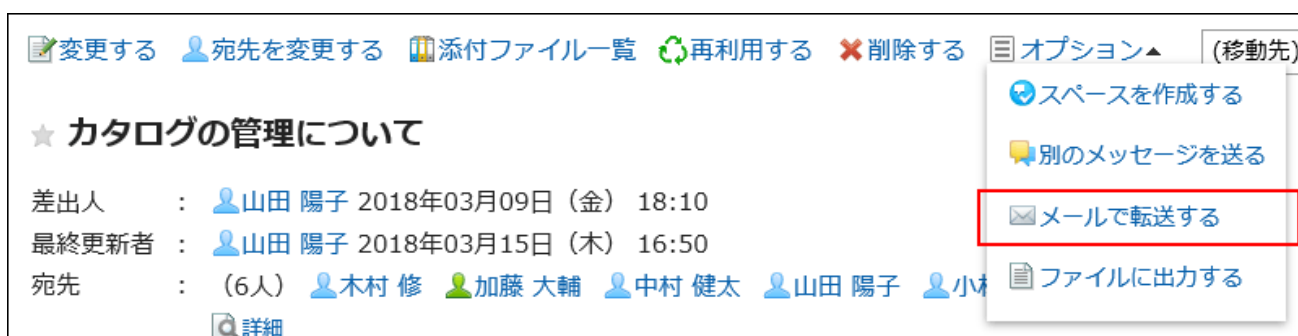 変更する 宛先を変更する 添付ファイル一覧 再利用する 削除する オプション▲ (移動先)
スペースを作成する
別のメッセージを送る
メールで転送する
ファイルに出力する
カタログの管理について
差出人 : 山田 陽子 2018年03月09日（金） 18:10
最終更新者 : 山田 陽子 2018年03月15日（木） 16:50
宛先 : （6人） 木村 修 加藤 大輔 中村 健太 山田 陽子 小
詳細